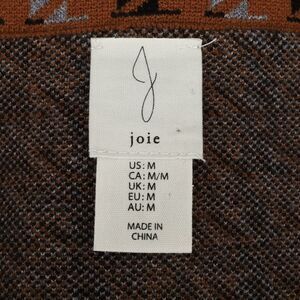 J
joie
US: M
CA: M/M
UK: M
EU: M
AU: M
MADE IN
CHINA